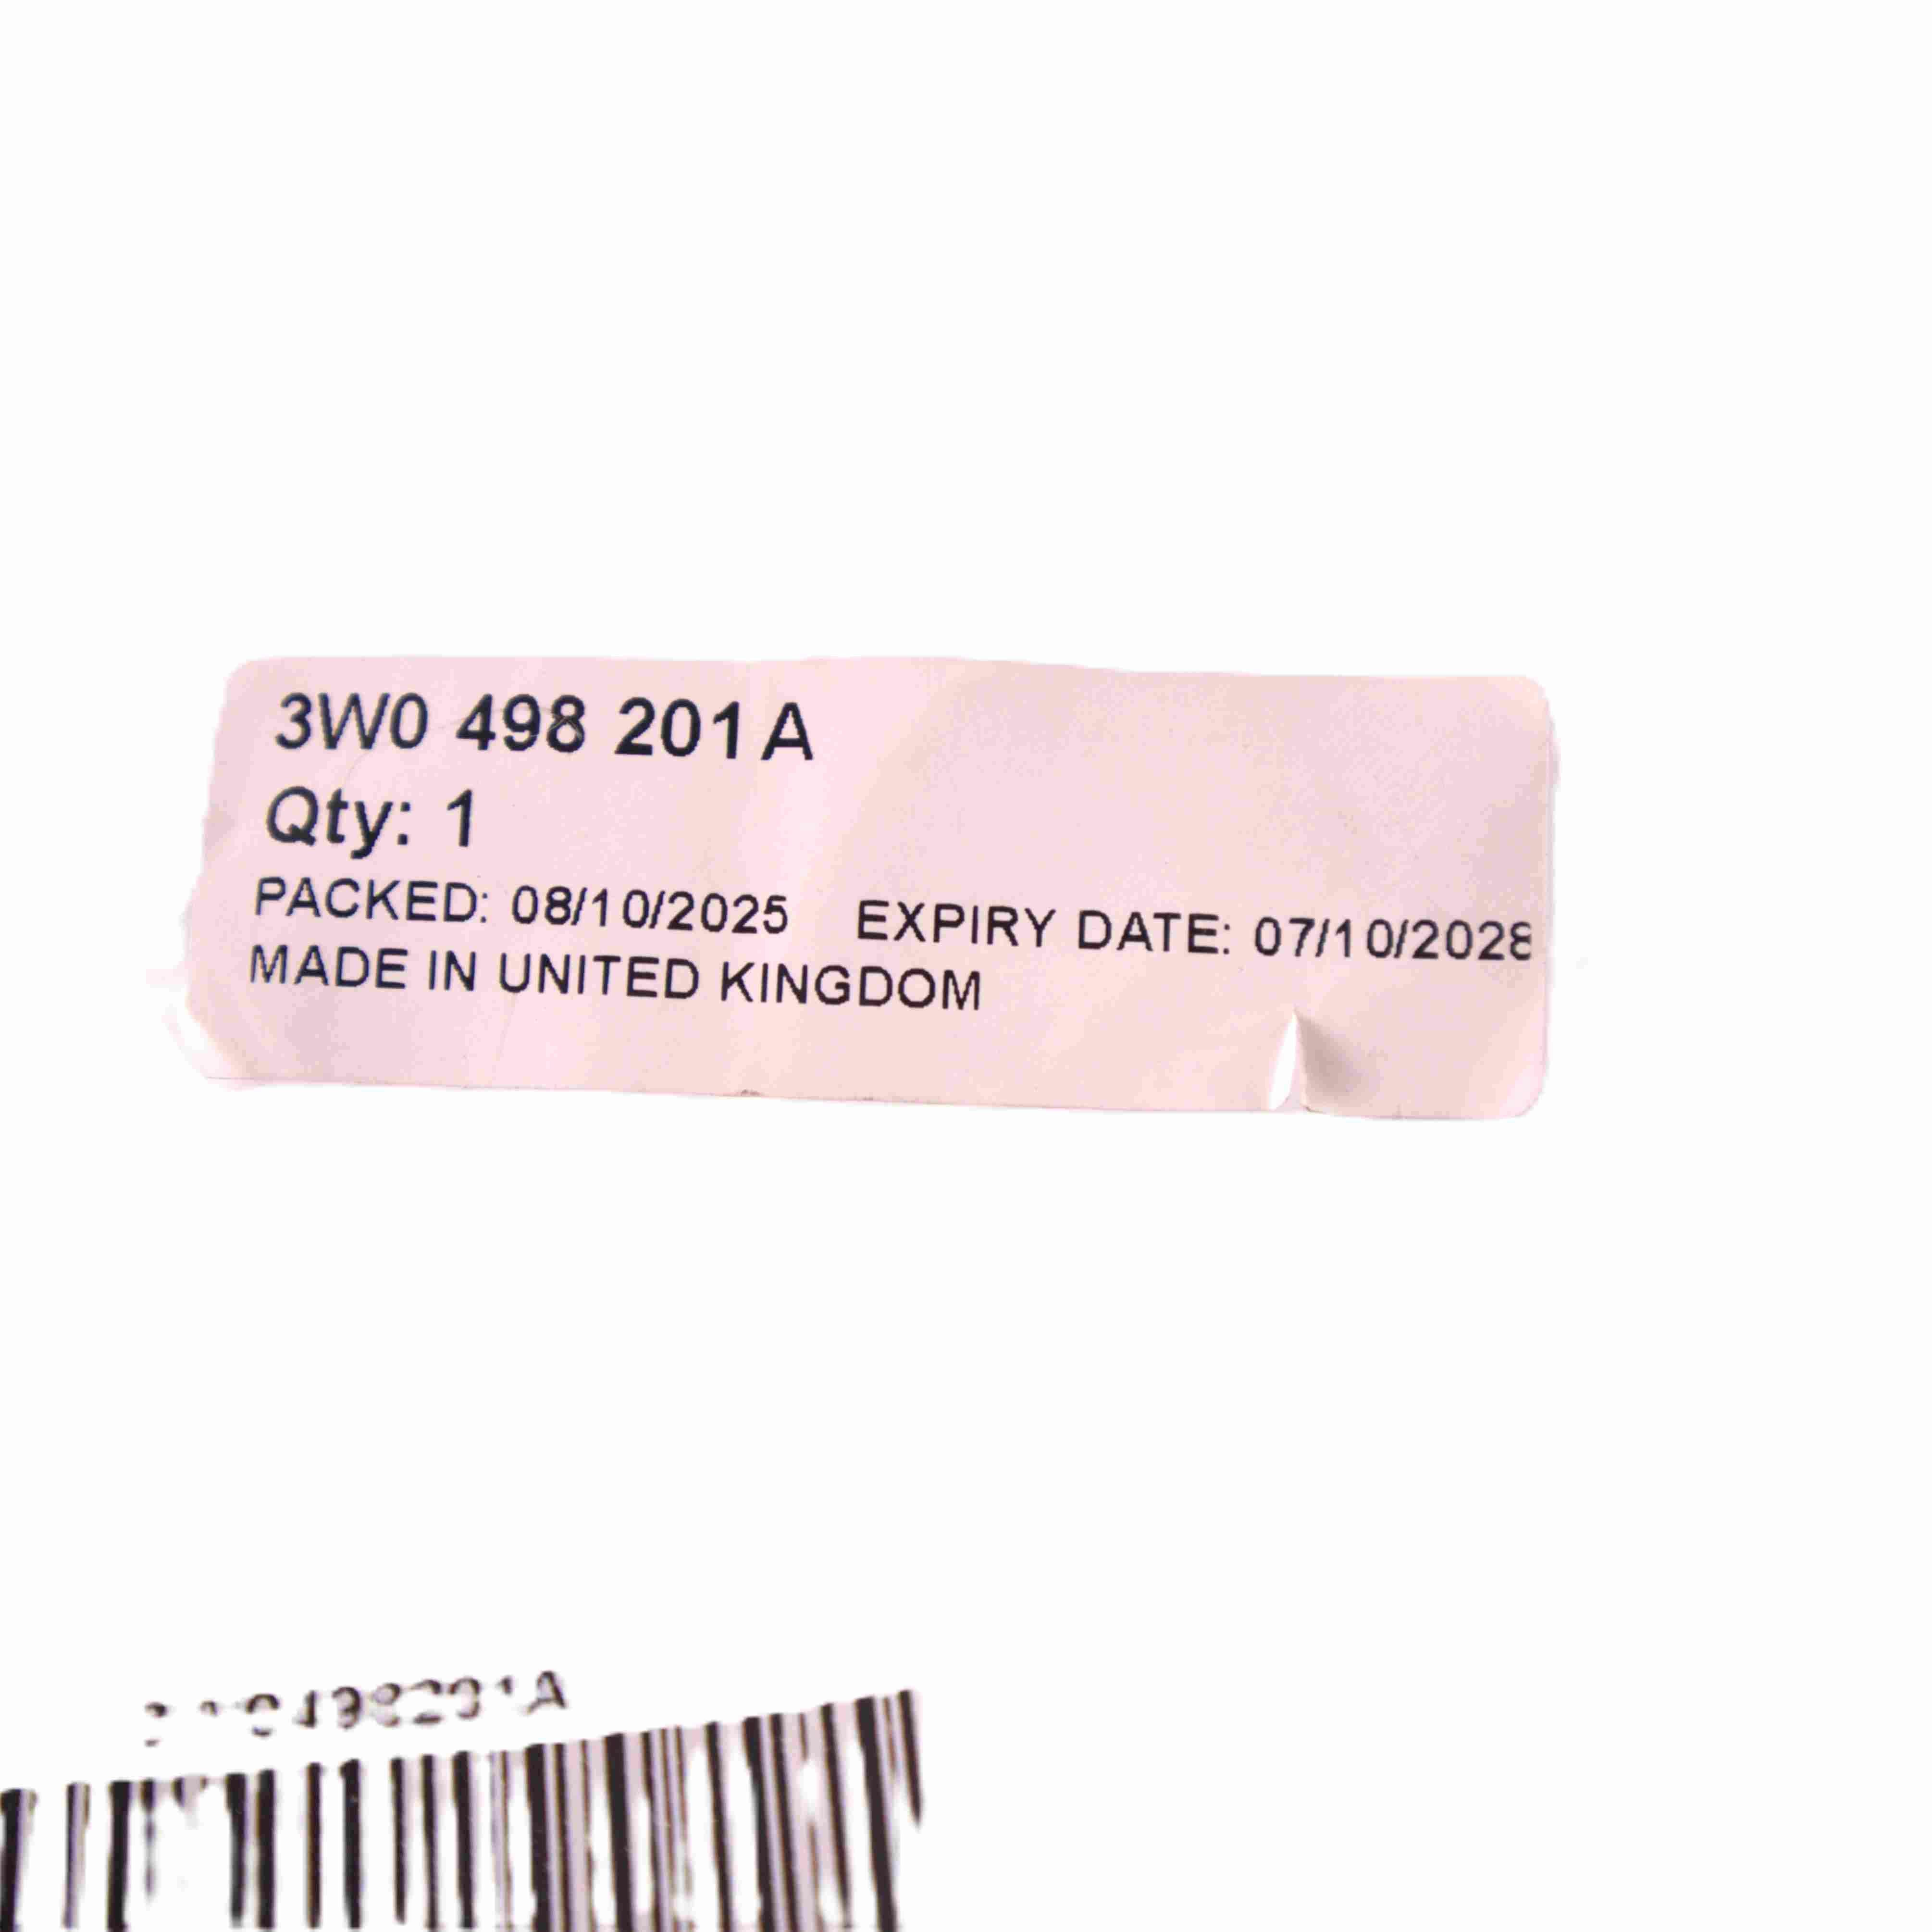 3W0 498 201 A
Qty: 1
PACKED: 08/10/2025 EXPIRY DATE: 07/10/2028
MADE IN UNITED KINGDOM